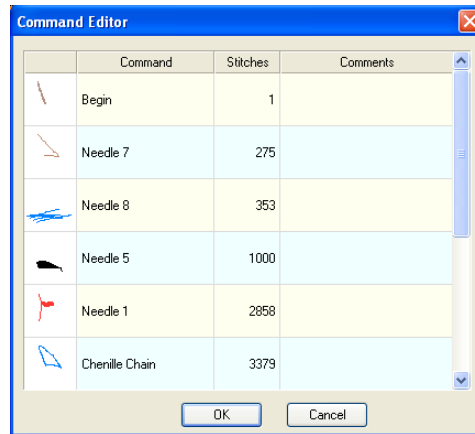 Command Editor
Command Stitches Comments
Begin 1
Needle 7 275
Needle 8 353
Needle 5 1000
Needle 1 2858
Chenille Chain 3379
OK Cancel